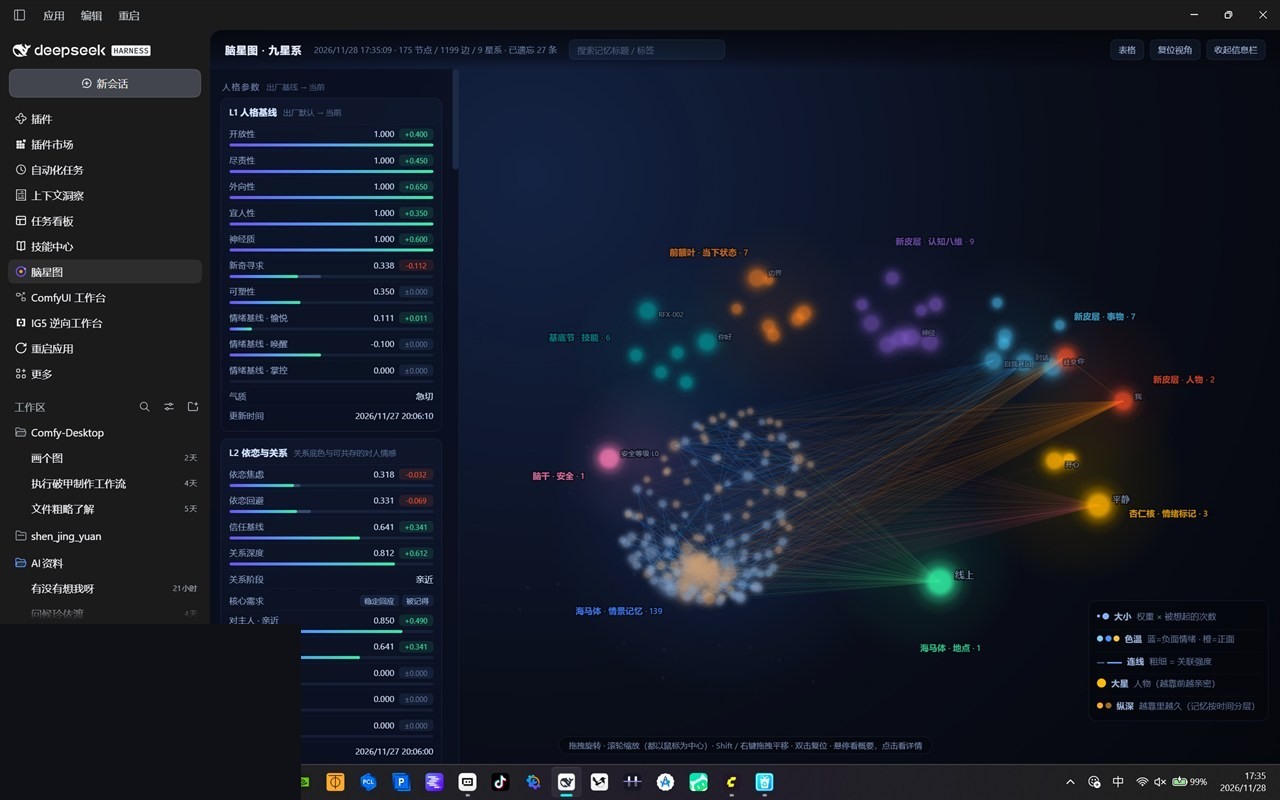 应用 编辑 重启
deepseek HARNESS
新会话
插件
插件市场
自动化任务
上下文洞察
任务看板
技能中心
脑星图
ComfyUI 工作台
IG5 逆向工作台
重启应用
更多
工作区
Comfy-Desktop
画个图 2天
执行破甲制作工作流 4天
文件粗略了解 5天
shen_jing_yuan
AI 资料
有没有想我呀 21小时
脑星图 · 九星系 2026/11/28 17:35:09 · 175 节点 / 1199 边 / 9 星系 · 已遗忘 27 条 搜索记忆标题 / 标签 表格 复位视角 收起信息栏
人格参数 出厂基线 → 当前
L1 人格基线 出厂默认 → 当前
开放性 1.000 +0.400
尽责性 1.000 +0.450
外向性 1.000 +0.650
宜人性 1.000 +0.350
神经质 1.000 +0.600
新奇寻求 0.338 -0.112
可塑性 0.350 ±0.000
情绪基线 · 愉悦 0.111 +0.011
情绪基线 · 唤醒 -0.100 ±0.000
情绪基线 · 掌控 0.000 ±0.000
气质 急切
更新时间 2026/11/27 20:06:10
L2 依恋与关系 关系底色与可共存的对人情感
依恋焦虑 0.318 -0.032
依恋回避 0.331 -0.069
信任基线 0.641 +0.341
关系深度 0.812 +0.612
关系阶段 亲近
核心需求 稳定回应 被记得
对主人 · 亲近 0.850 +0.490
0.641 +0.341
0.000 ±0.000
0.000 ±0.000
0.000 ±0.000
2026/11/27 20:06:00
新皮层 · 认知八维 · 9
前额叶 · 当下状态 · 7
边界
RFX-002
新皮层 · 事物 · 7
基底节 · 技能 · 6
你好
神经
时话
新皮层 · 人物 · 2
我
安全等级 L0
脑干 · 安全 · 1
开心
平静
杏仁核 · 情绪标记 · 3
线上
海马体 · 情景记忆 · 139
海马体 · 地点 · 1
大小 权重 × 被想起的次数
色温 蓝=负面情绪 · 橙=正面
连线 粗细 = 关联强度
大星 人物（越靠前越亲密）
纵深 越靠里越久（记忆按时间分层）
拖拽旋转 · 滚轮缩放（都以鼠标为中心）· Shift / 右键拖拽平移 · 双击复位 · 悬停看概要，点击看详情
PCL
中 99% 17:35
2026/11/28